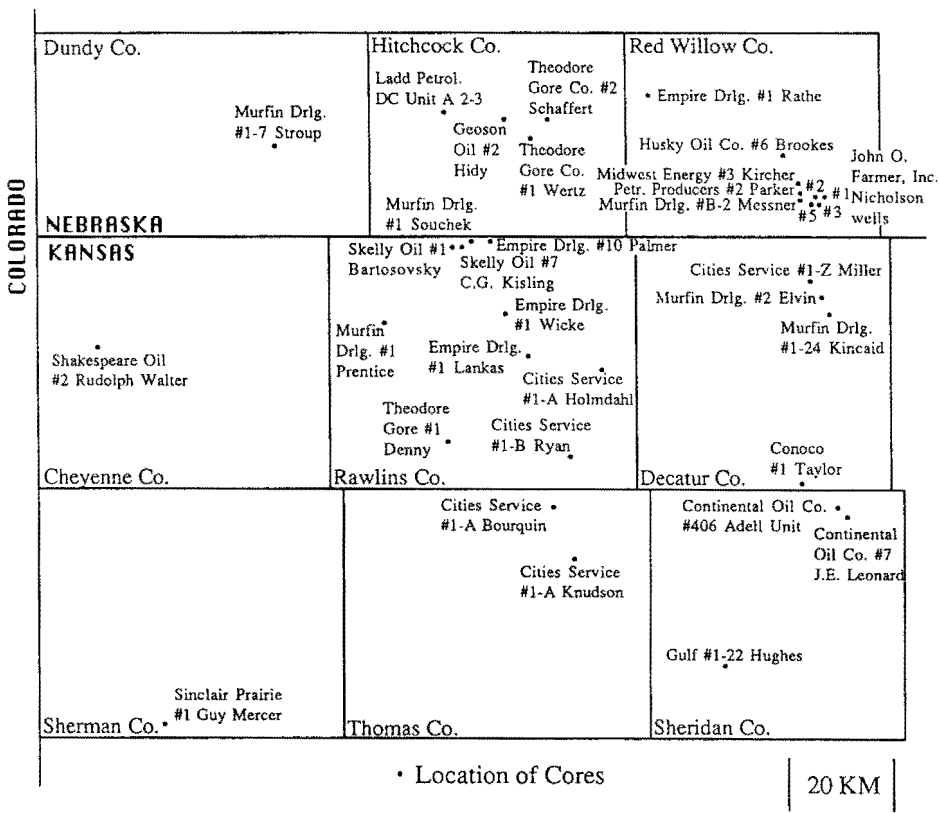 Dundy Co.
Murfin Drlg.
#1-7 Stroup
NEBRASKA
COLORADO
Hitchcock Co.
Ladd Petrol.
DC Unit A 2-3
Geoson
Oil #2
Hidy
Theodore
Gore Co. #2
Schaffert
Theodore
Gore Co.
#1 Wertz
Murfin Drlg.
#1 Souchek
Red Willow Co.
Empire Drlg. #1 Rathe
Husky Oil Co. #6 Brookes
Midwest Energy #3 Kircher
Petr. Producers #2 Parker
Murfin Drlg. #B-2 Messner
#2
#1
#5
#3
John O.
Farmer, Inc.
Nicholson
wells
KANSAS
Shakespeare Oil
#2 Rudolph Walter
Cheyenne Co.
Skelly Oil #1
Bartosovsky
Empire Drlg. #10 Palmer
Skelly Oil #7
C.G. Kisling
Empire Drlg.
#1 Wicke
Murfin
Drlg. #1
Prentice
Empire Drlg.
#1 Lankas
Cities Service
#1-A Holmdahl
Theodore
Gore #1
Denny
Cities Service
#1-B Ryan
Rawlins Co.
Cities Service #1-Z Miller
Murfin Drlg. #2 Elvin
Murfin Drlg.
#1-24 Kincaid
Conoco
#1 Taylor
Decatur Co.
Sinclair Prairie
#1 Guy Mercer
Sherman Co.
Cities Service
#1-A Bourquin
Cities Service
#1-A Knudson
Thomas Co.
Continental Oil Co.
#406 Adell Unit
Continental
Oil Co. #7
J.E. Leonard
Gulf #1-22 Hughes
Sheridan Co.
• Location of Cores
20 KM